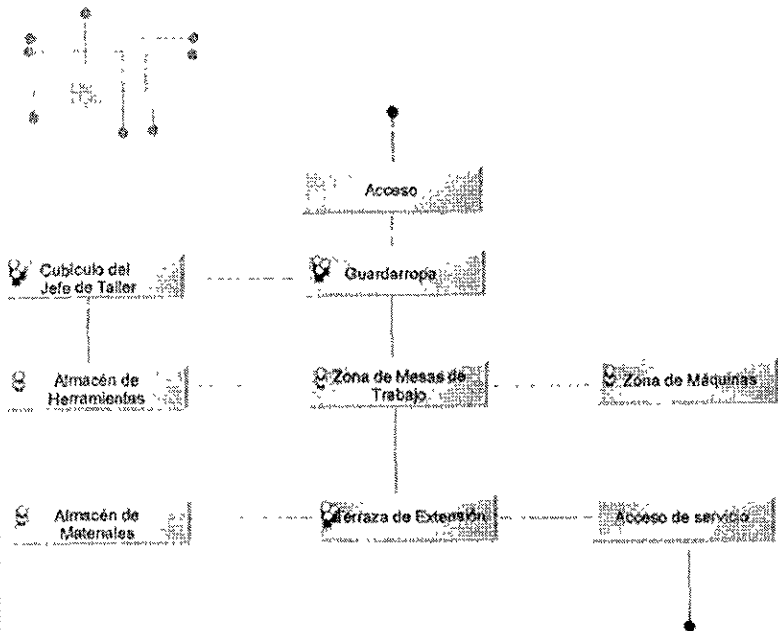 Acceso
Cubículo del
Jefe de Taller
Guardarropa
Almacén de
Herramientas
Zona de Mesas de
Trabajo
Zona de Máquinas
Almacén de
Materiales
Terraza de Extensión
Acceso de servicio